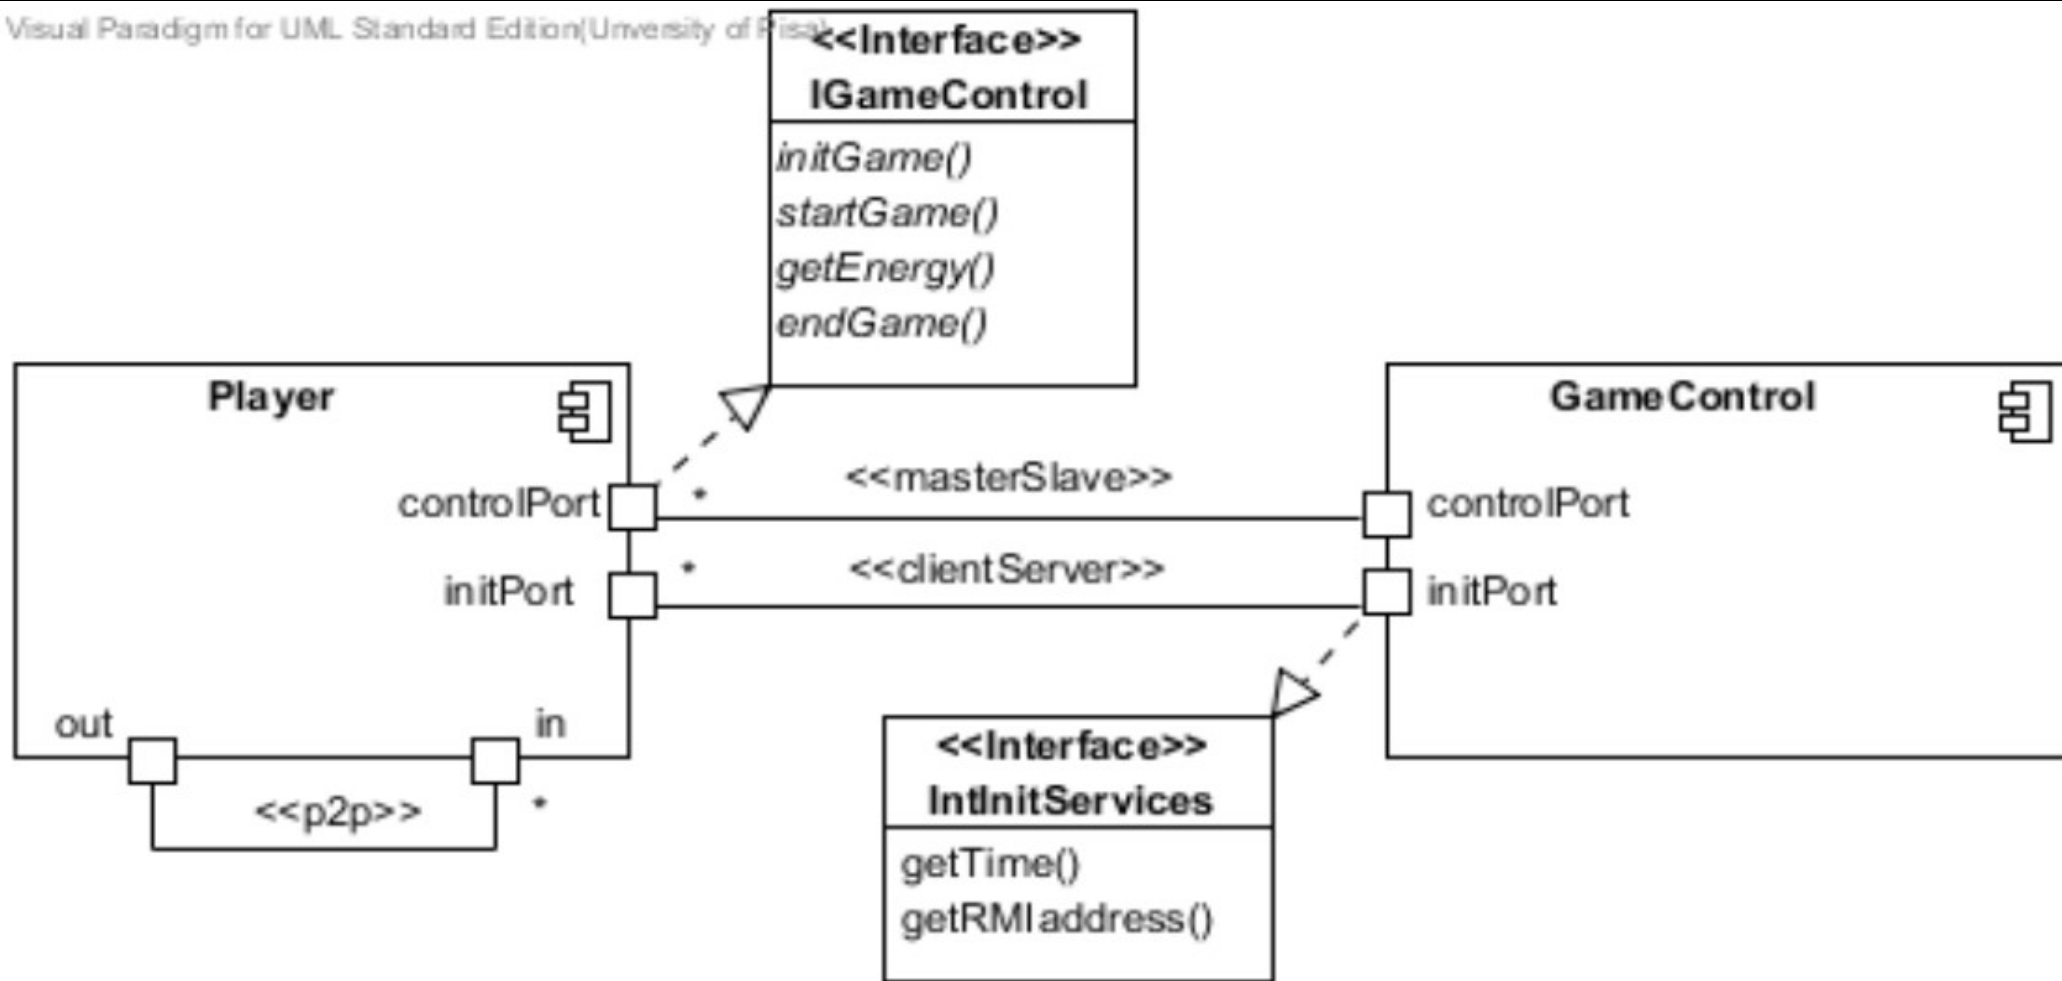 Visual Paradigm for UML Standard Edition(Unversity of Pisa)
<<Interface>>
IGameControl
initGame()
startGame()
getEnergy()
endGame()
Player
GameControl
controlPort
*
<<masterSlave>>
controlPort
initPort
*
<<clientServer>>
initPort
out
in
<<p2p>>
*
<<Interface>>
IntInitServices
getTime()
getRMIaddress()